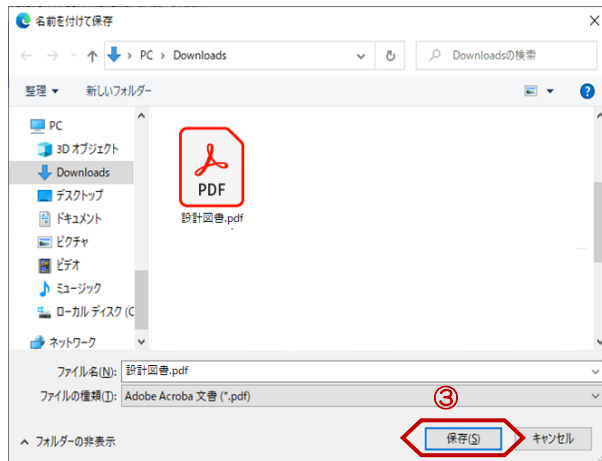 名前を付けて保存
PC › Downloads
Downloadsの検索
整理
新しいフォルダー
PC
3D オブジェクト
Downloads
デスクトップ
ドキュメント
ピクチャ
ビデオ
ミュージック
ローカル ディスク (C
ネットワーク
PDF
設計図書.pdf
ファイル名(N): 設計図書.pdf
ファイルの種類(T): Adobe Acroba 文書 (*.pdf)
③
フォルダーの非表示
保存(S)
キャンセル